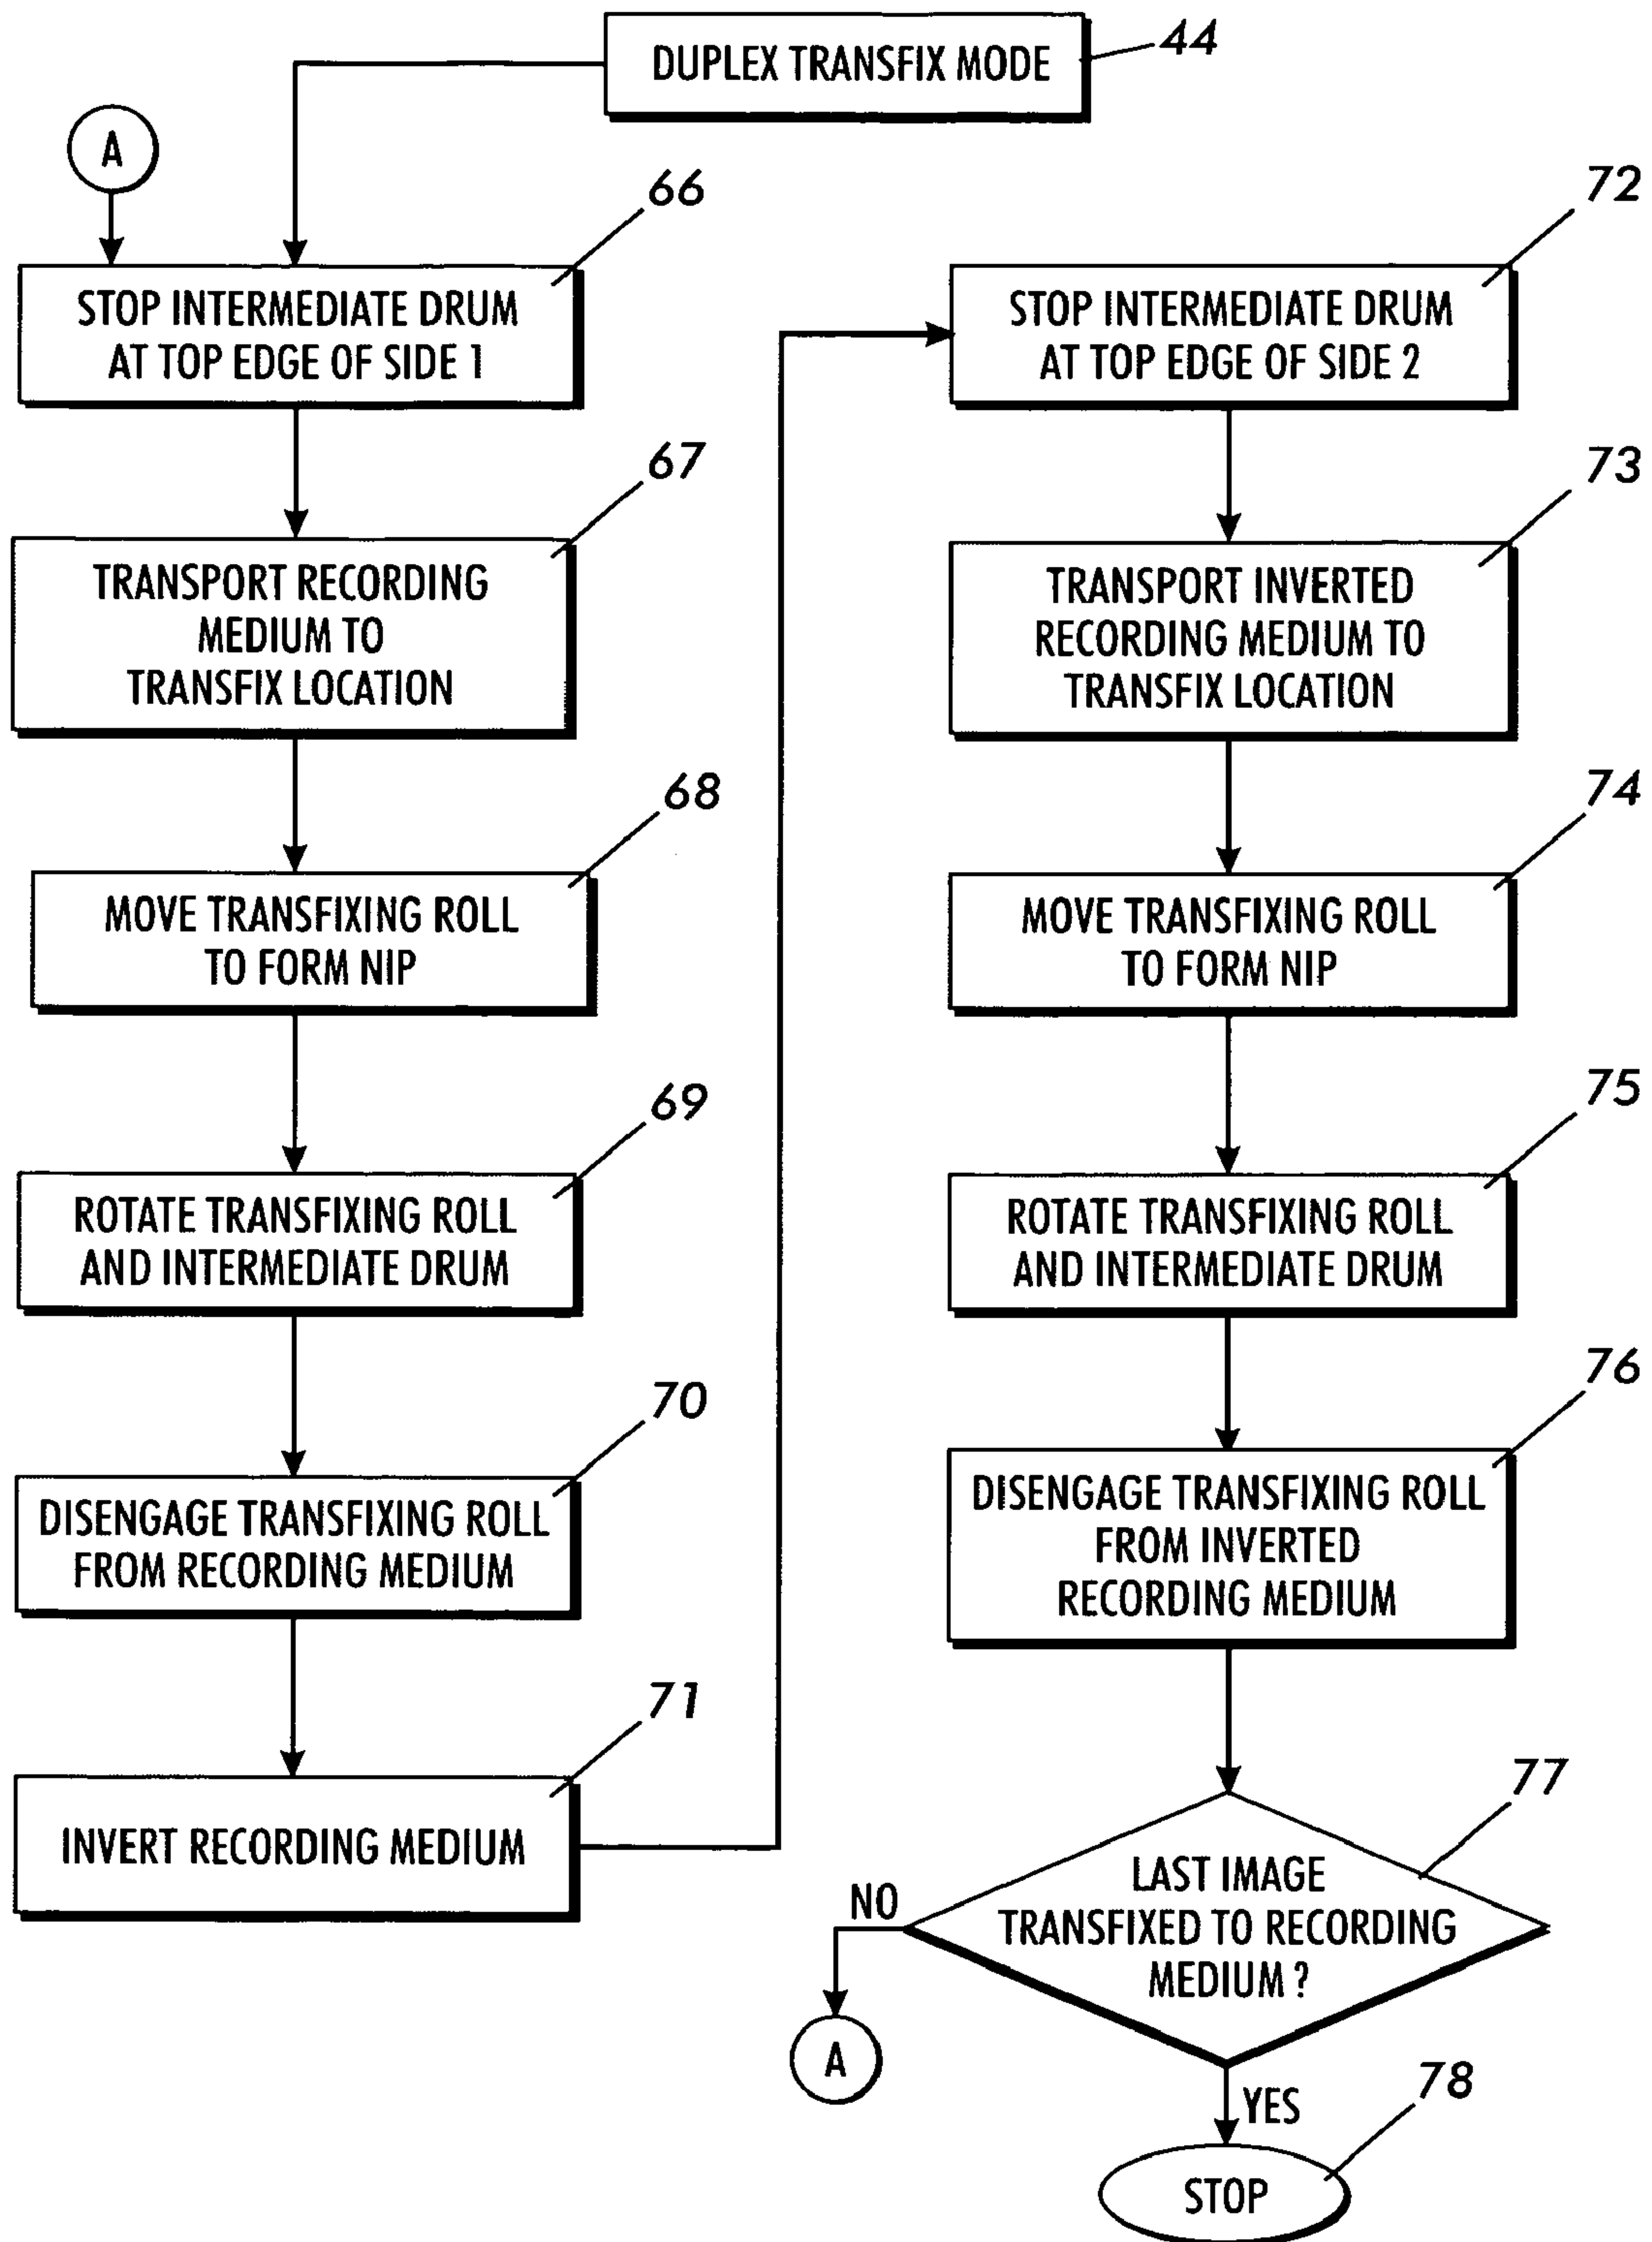 DUPLEX TRANSFIX MODE
44
A
66
STOP INTERMEDIATE DRUM
AT TOP EDGE OF SIDE 1
67
TRANSPORT RECORDING
MEDIUM TO
TRANSFIX LOCATION
68
MOVE TRANSFIXING ROLL
TO FORM NIP
69
ROTATE TRANSFIXING ROLL
AND INTERMEDIATE DRUM
70
DISENGAGE TRANSFIXING ROLL
FROM RECORDING MEDIUM
71
INVERT RECORDING MEDIUM
72
STOP INTERMEDIATE DRUM
AT TOP EDGE OF SIDE 2
73
TRANSPORT INVERTED
RECORDING MEDIUM TO
TRANSFIX LOCATION
74
MOVE TRANSFIXING ROLL
TO FORM NIP
75
ROTATE TRANSFIXING ROLL
AND INTERMEDIATE DRUM
76
DISENGAGE TRANSFIXING ROLL
FROM INVERTED
RECORDING MEDIUM
77
LAST IMAGE
TRANSFIXED TO RECORDING
MEDIUM ?
NO
A
YES
78
STOP